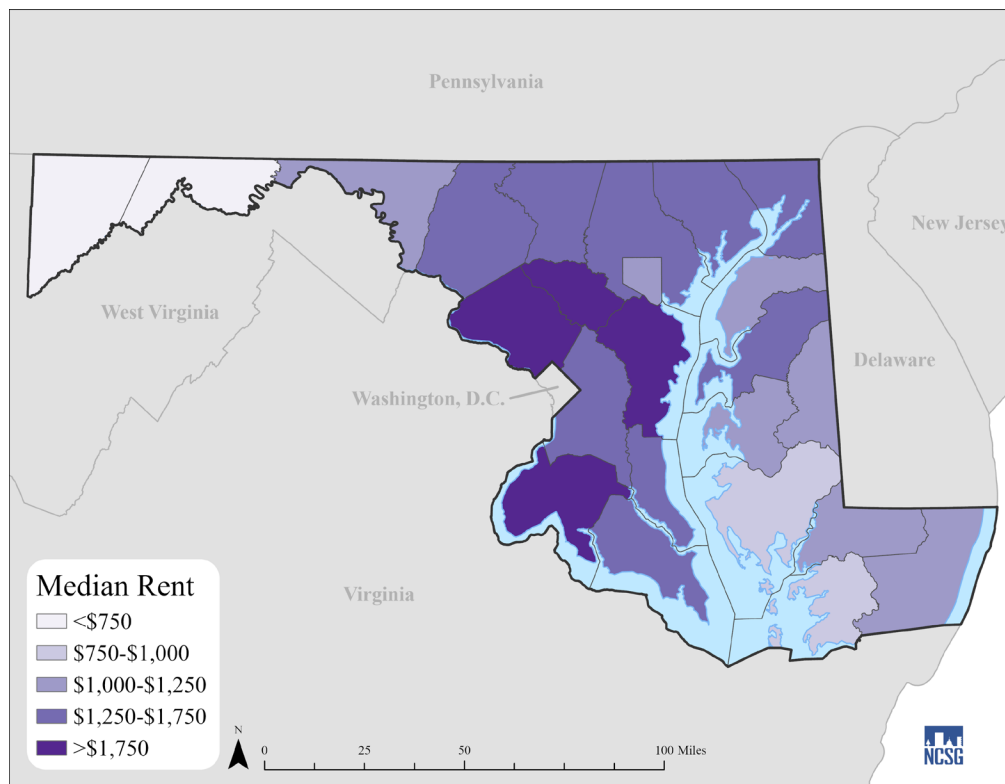 Pennsylvania
New Jersey
West Virginia
Delaware
Washington, D.C.
Virginia
Median Rent
<$750
$750-$1,000
$1,000-$1,250
$1,250-$1,750
>$1,750
N
0 25 50 100 Miles
NCSG